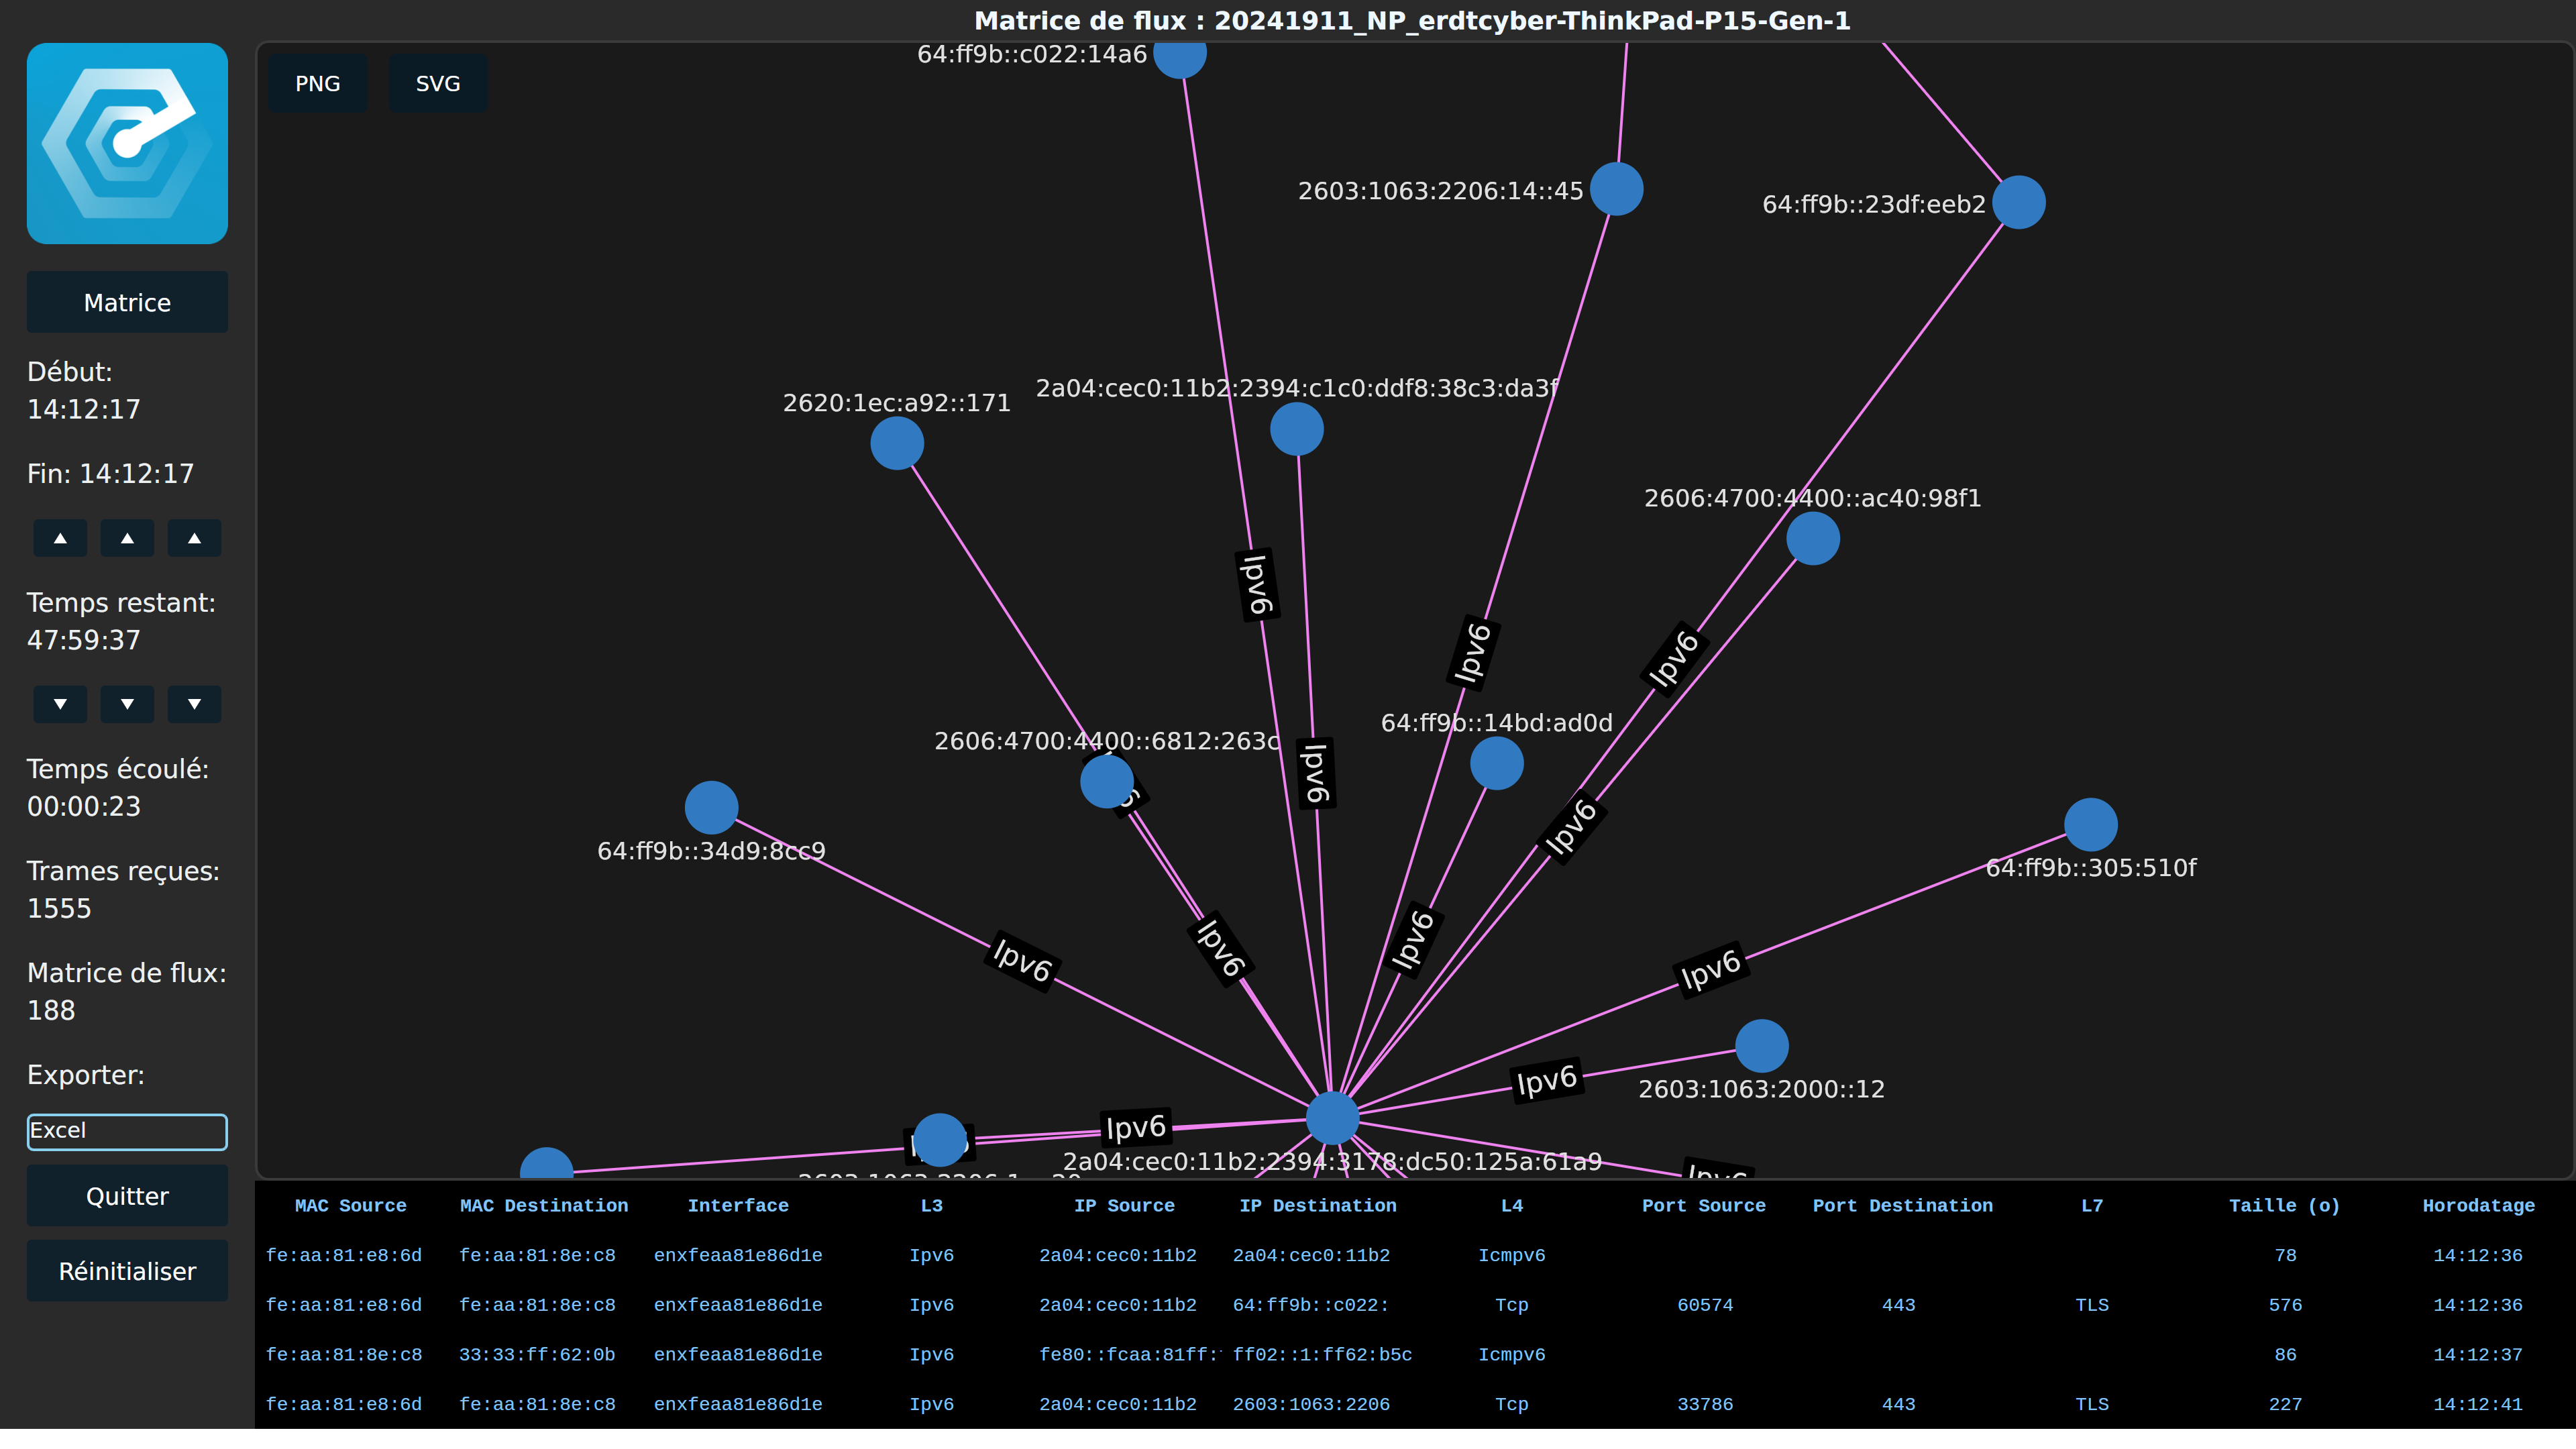 Matrice de flux : 20241911_NP_erdtcyber-ThinkPad-P15-Gen-1
PNG
SVG
Matrice
Début:
14:12:17
Fin: 14:12:17
Temps restant:
47:59:37
Temps écoulé:
00:00:23
Trames reçues:
1555
Matrice de flux:
188
Exporter:
Excel
Quitter
Réinitialiser
64:ff9b::c022:14a6
2603:1063:2206:14::45
64:ff9b::23df:eeb2
2620:1ec:a92::171
2a04:cec0:11b2:2394:c1c0:ddf8:38c3:da3f
2606:4700:4400::ac40:98f1
Ipv6
Ipv6
Ipv6
64:ff9b::14bd:ad0d
2606:4700:4400::6812:263c
Ipv6
64:ff9b::34d9:8cc9
Ipv6
64:ff9b::305:510f
Ipv6
Ipv6
Ipv6
Ipv6
Ipv6
2603:1063:2000::12
Ipv6
2a04:cec0:11b2:2394:3178:dc50:125a:61a9
Ipv6
MAC Source MAC Destination Interface L3 IP Source IP Destination L4 Port Source Port Destination L7 Taille (o) Horodatage
fe:aa:81:e8:6d fe:aa:81:8e:c8 enxfeaa81e86d1e Ipv6 2a04:cec0:11b2 2a04:cec0:11b2 Icmpv6 78 14:12:36
fe:aa:81:e8:6d fe:aa:81:8e:c8 enxfeaa81e86d1e Ipv6 2a04:cec0:11b2 64:ff9b::c022: Tcp 60574 443 TLS 576 14:12:36
fe:aa:81:8e:c8 33:33:ff:62:0b enxfeaa81e86d1e Ipv6 fe80::fcaa:81ff: ff02::1:ff62:b5c Icmpv6 86 14:12:37
fe:aa:81:e8:6d fe:aa:81:8e:c8 enxfeaa81e86d1e Ipv6 2a04:cec0:11b2 2603:1063:2206 Tcp 33786 443 TLS 227 14:12:41